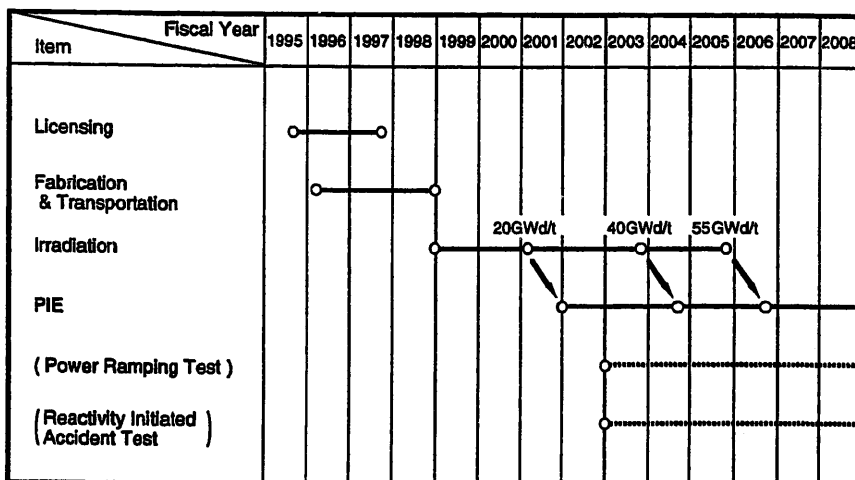 Fiscal Year
Item
1995 1996 1997 1998 1999 2000 2001 2002 2003 2004 2005 2006 2007 2008
Licensing
Fabrication
& Transportation
20GWd/t 40GWd/t 55GWd/t
Irradiation
PIE
( Power Ramping Test )
(Reactivity Initiated
Accident Test)